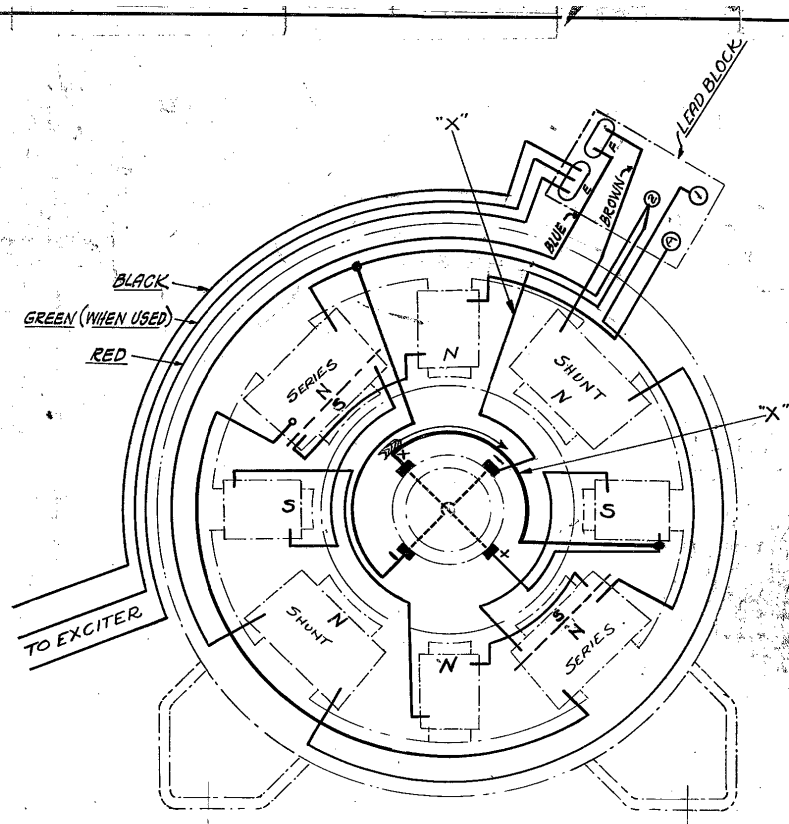 "X"
LEAD BLOCK
F
E
BROWN
BLUE
2
1
A
BLACK
GREEN (WHEN USED)
RED
SERIES
N
S
N
SHUNT
N
"X"
S
S
SHUNT
N
N
S
N
SERIES
TO EXCITER